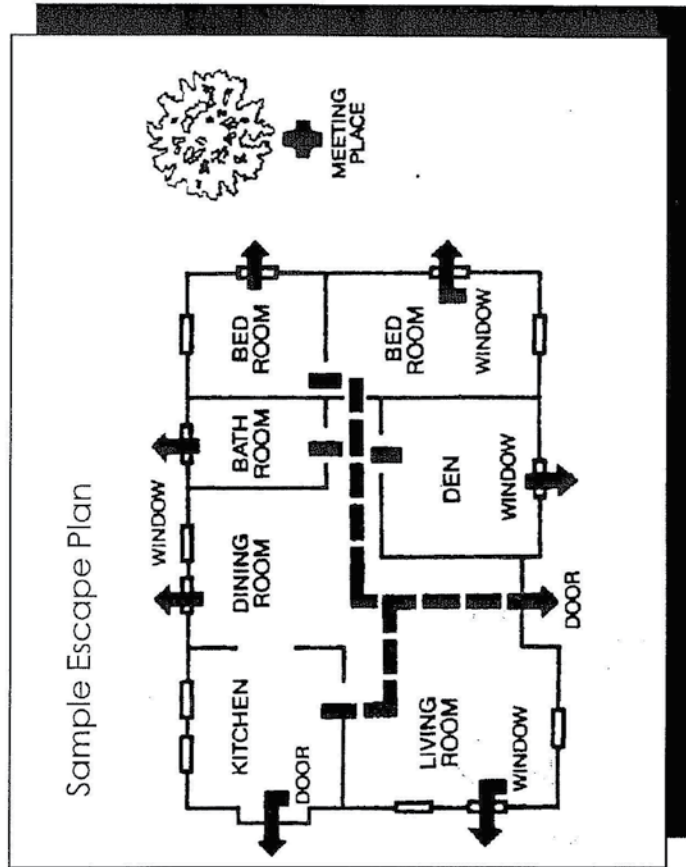 Sample Escape Plan
WINDOW
KITCHEN
DINING
ROOM
BATH
ROOM
BED
ROOM
DOOR
MEETING
PLACE
BED
ROOM
LIVING
ROOM
DEN
WINDOW
WINDOW
WINDOW
DOOR